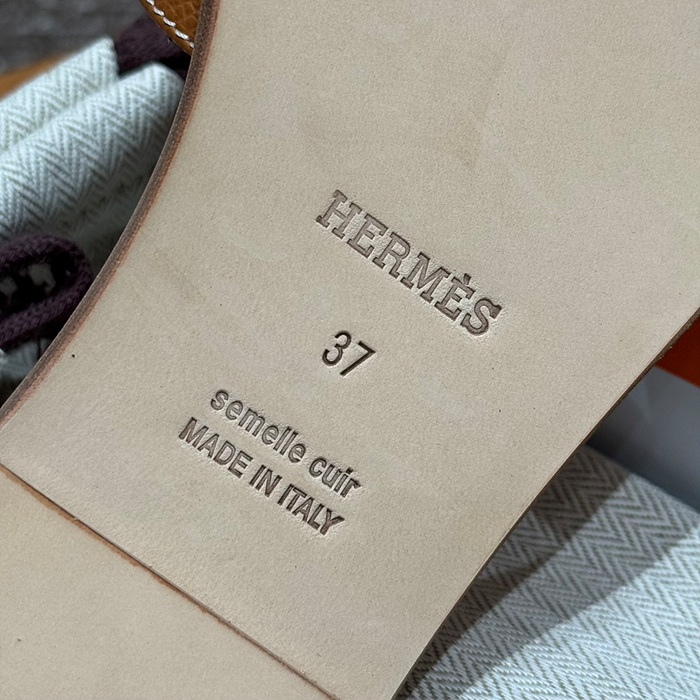 HERMÈS
37
semelle cuir
MADE IN ITALY